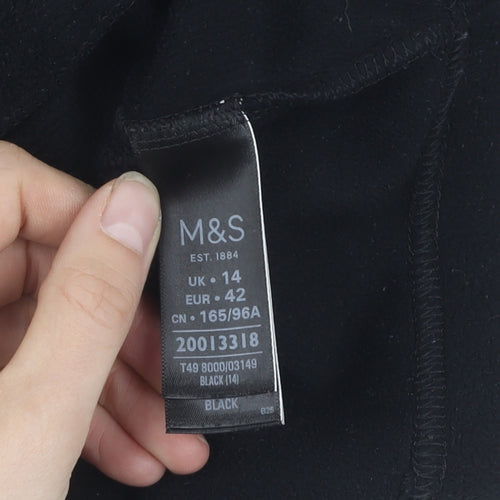 M&S
EST. 1884
UK • 14
EUR • 42
CN • 165/96A
20013318
T49 8000/03149
BLACK (14)
BLACK